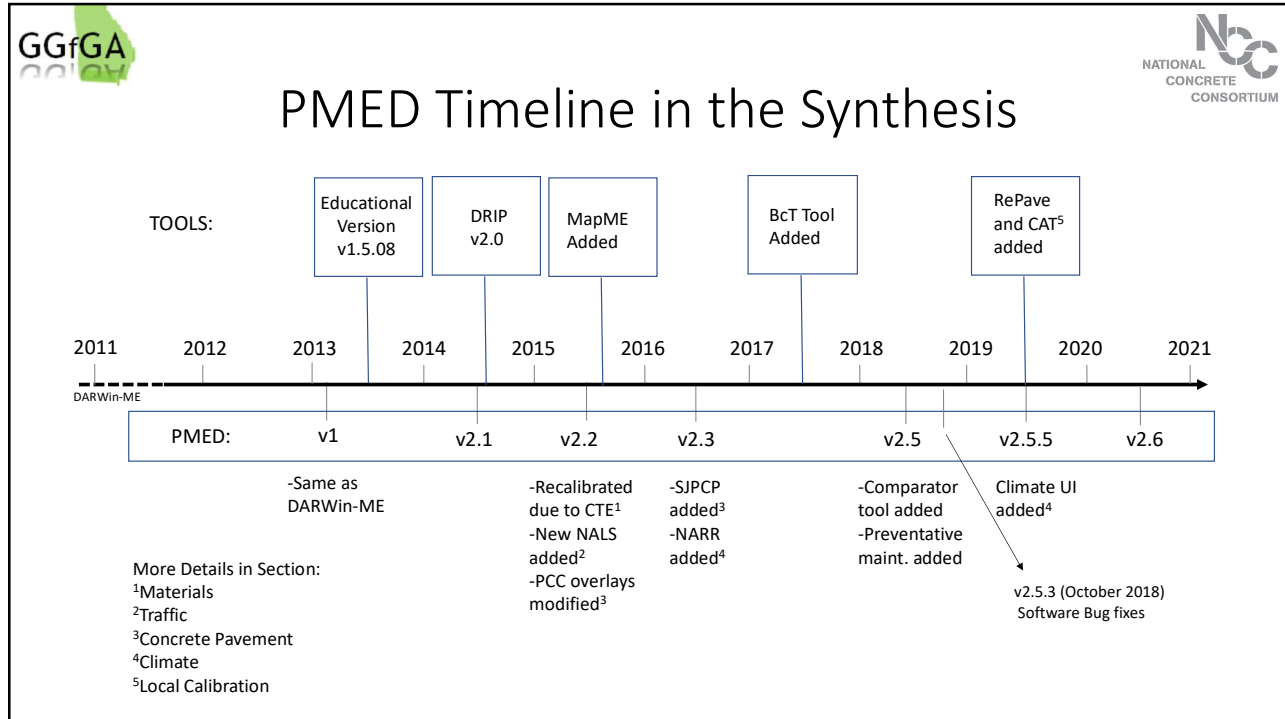 GGfGA
NCC
NATIONAL
CONCRETE
CONSORTIUM
PMED Timeline in the Synthesis
TOOLS:
Educational
Version
v1.5.08
DRIP
v2.0
MapME
Added
BcT Tool
Added
RePave
and CAT⁵
added
2011
2012
2013
2014
2015
2016
2017
2018
2019
2020
2021
DARWin-ME
PMED:
v1
v2.1
v2.2
v2.3
v2.5
v2.5.5
v2.6
-Same as
DARWin-ME
-Recalibrated
due to CTE¹
-New NALS
added²
-PCC overlays
modified³
-SJPCP
added³
-NARR
added⁴
-Comparator
tool added
-Preventative
maint. added
Climate UI
added⁴
v2.5.3 (October 2018)
Software Bug fixes
More Details in Section:
¹Materials
²Traffic
³Concrete Pavement
⁴Climate
⁵Local Calibration